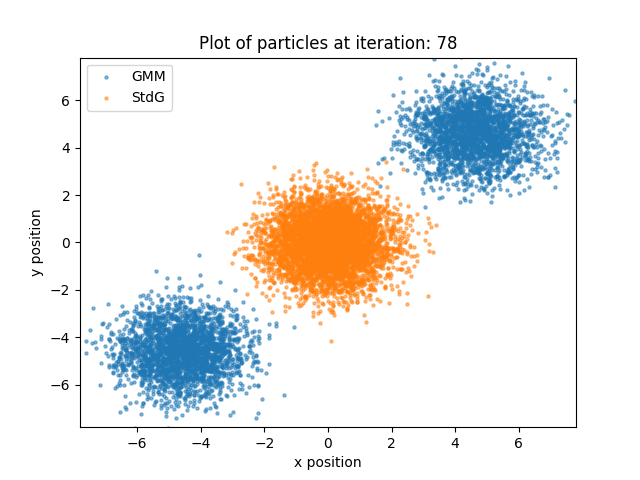 Plot of particles at iteration: 78
GMM
StdG
y position
6
4
2
0
−2
−4
−6
−6 −4 −2 0 2 4 6
x position